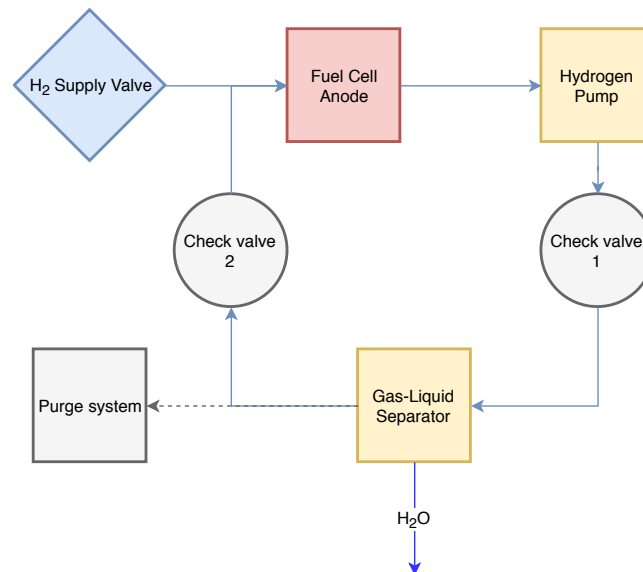 H₂ Supply Valve
Fuel Cell
Anode
Hydrogen
Pump
Check valve
2
Check valve
1
Purge system
Gas-Liquid
Separator
H₂O